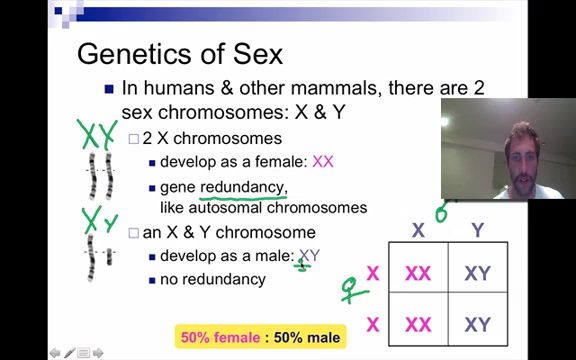 Genetics of Sex
In humans & other mammals, there are 2
sex chromosomes: X & Y
2 X chromosomes
develop as a female: XX
gene redundancy,
like autosomal chromosomes
XY
an X & Y chromosome
develop as a male: XY
no redundancy
50% female : 50% male
♂
X Y
♀
X XX XY
X XX XY